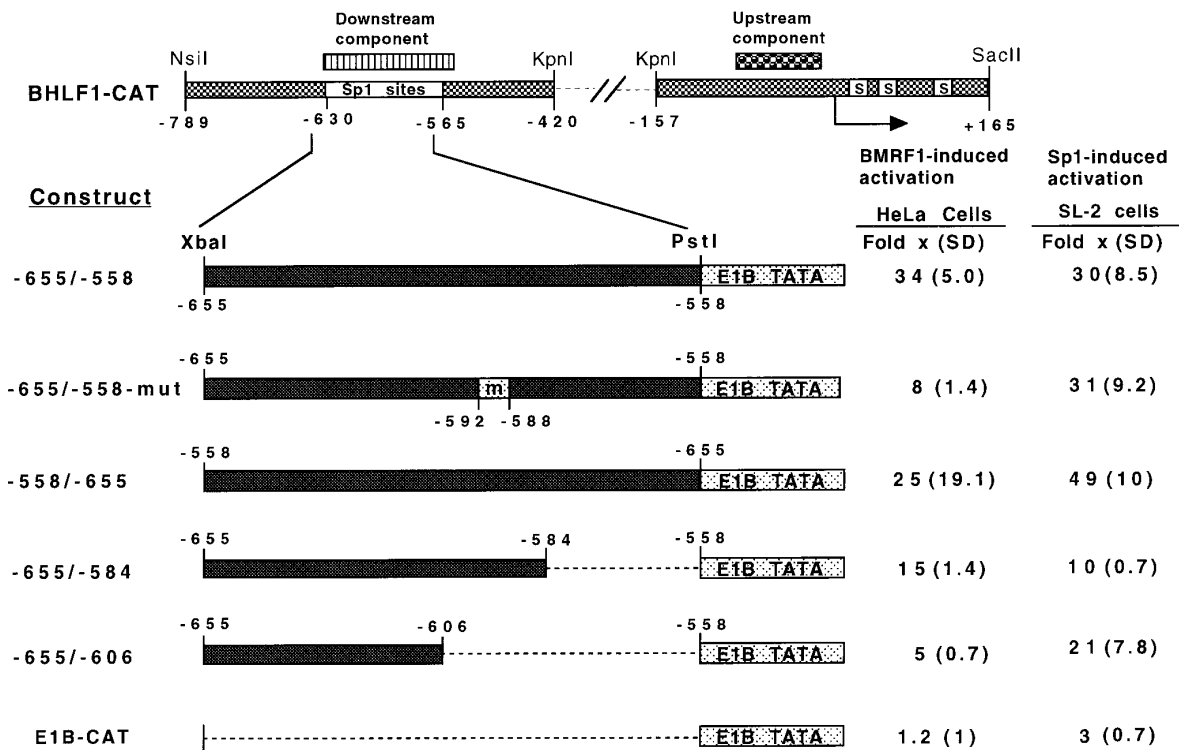 Downstream component
Upstream component
NsiI KpnI KpnI SacII
BHLF1-CAT Sp1 sites S S S
-789 -630 -565 -420 -157 +165
BMRF1-induced activation
Sp1-induced activation
Construct
HeLa Cells SL-2 cells
XbaI PstI Fold x (SD) Fold x (SD)
-655/-558 E1B TATA 34 (5.0) 30 (8.5)
-655 -558
-655 -558
-655/-558-mut m E1B TATA 8 (1.4) 31 (9.2)
-592 -588
-558 -655
-558/-655 E1B TATA 25 (19.1) 49 (10)
-655 -584 -558
-655/-584 E1B TATA 15 (1.4) 10 (0.7)
-655 -606 -558
-655/-606 E1B TATA 5 (0.7) 21 (7.8)
E1B-CAT E1B TATA 1.2 (1) 3 (0.7)